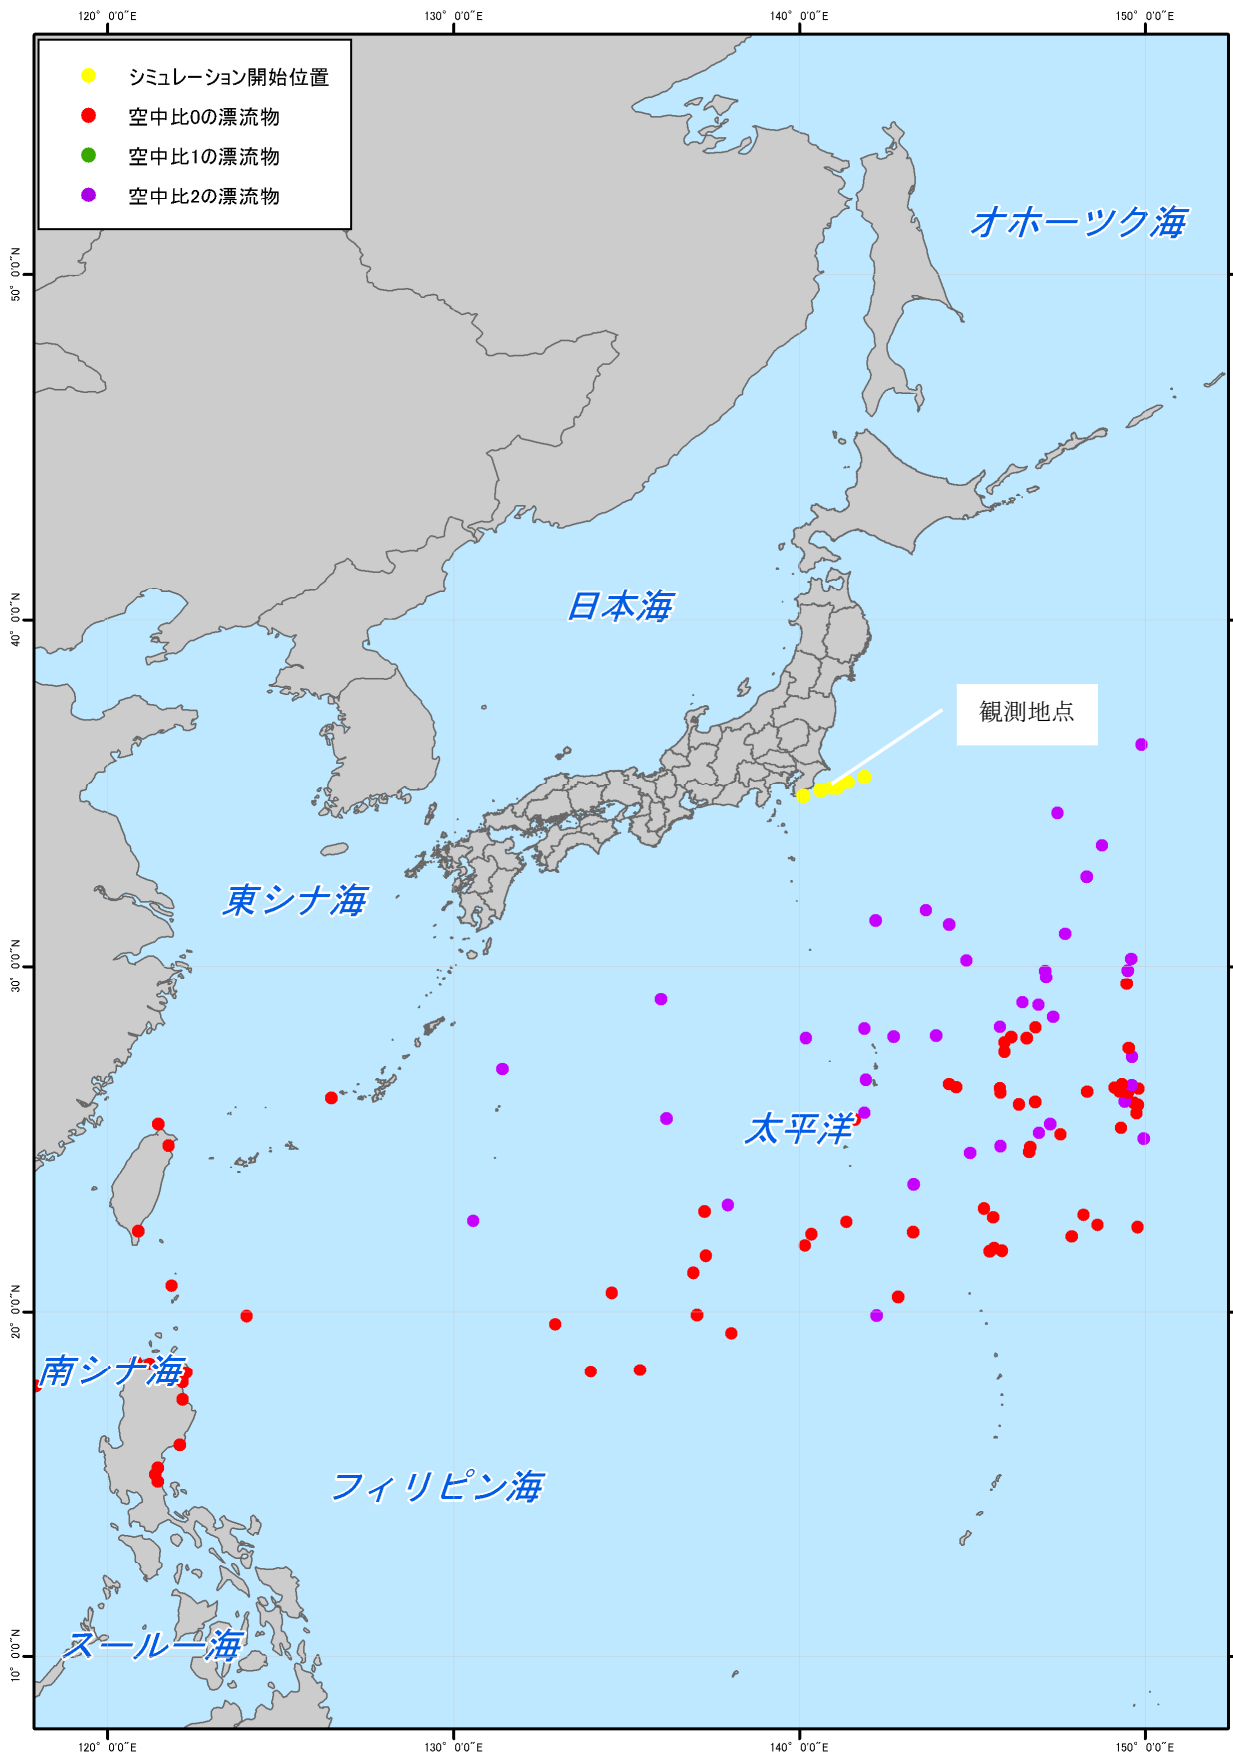 120° 0'0"E
130° 0'0"E
140° 0'0"E
150° 0'0"E
シミュレーション開始位置
空中比0の漂流物
空中比1の漂流物
空中比2の漂流物
オホーツク海
50° 0'0"N
日本海
40° 0'0"N
観測地点
東シナ海
30° 0'0"N
太平洋
20° 0'0"N
南シナ海
フィリピン海
スールー海
10° 0'0"N
120° 0'0"E
130° 0'0"E
140° 0'0"E
150° 0'0"E